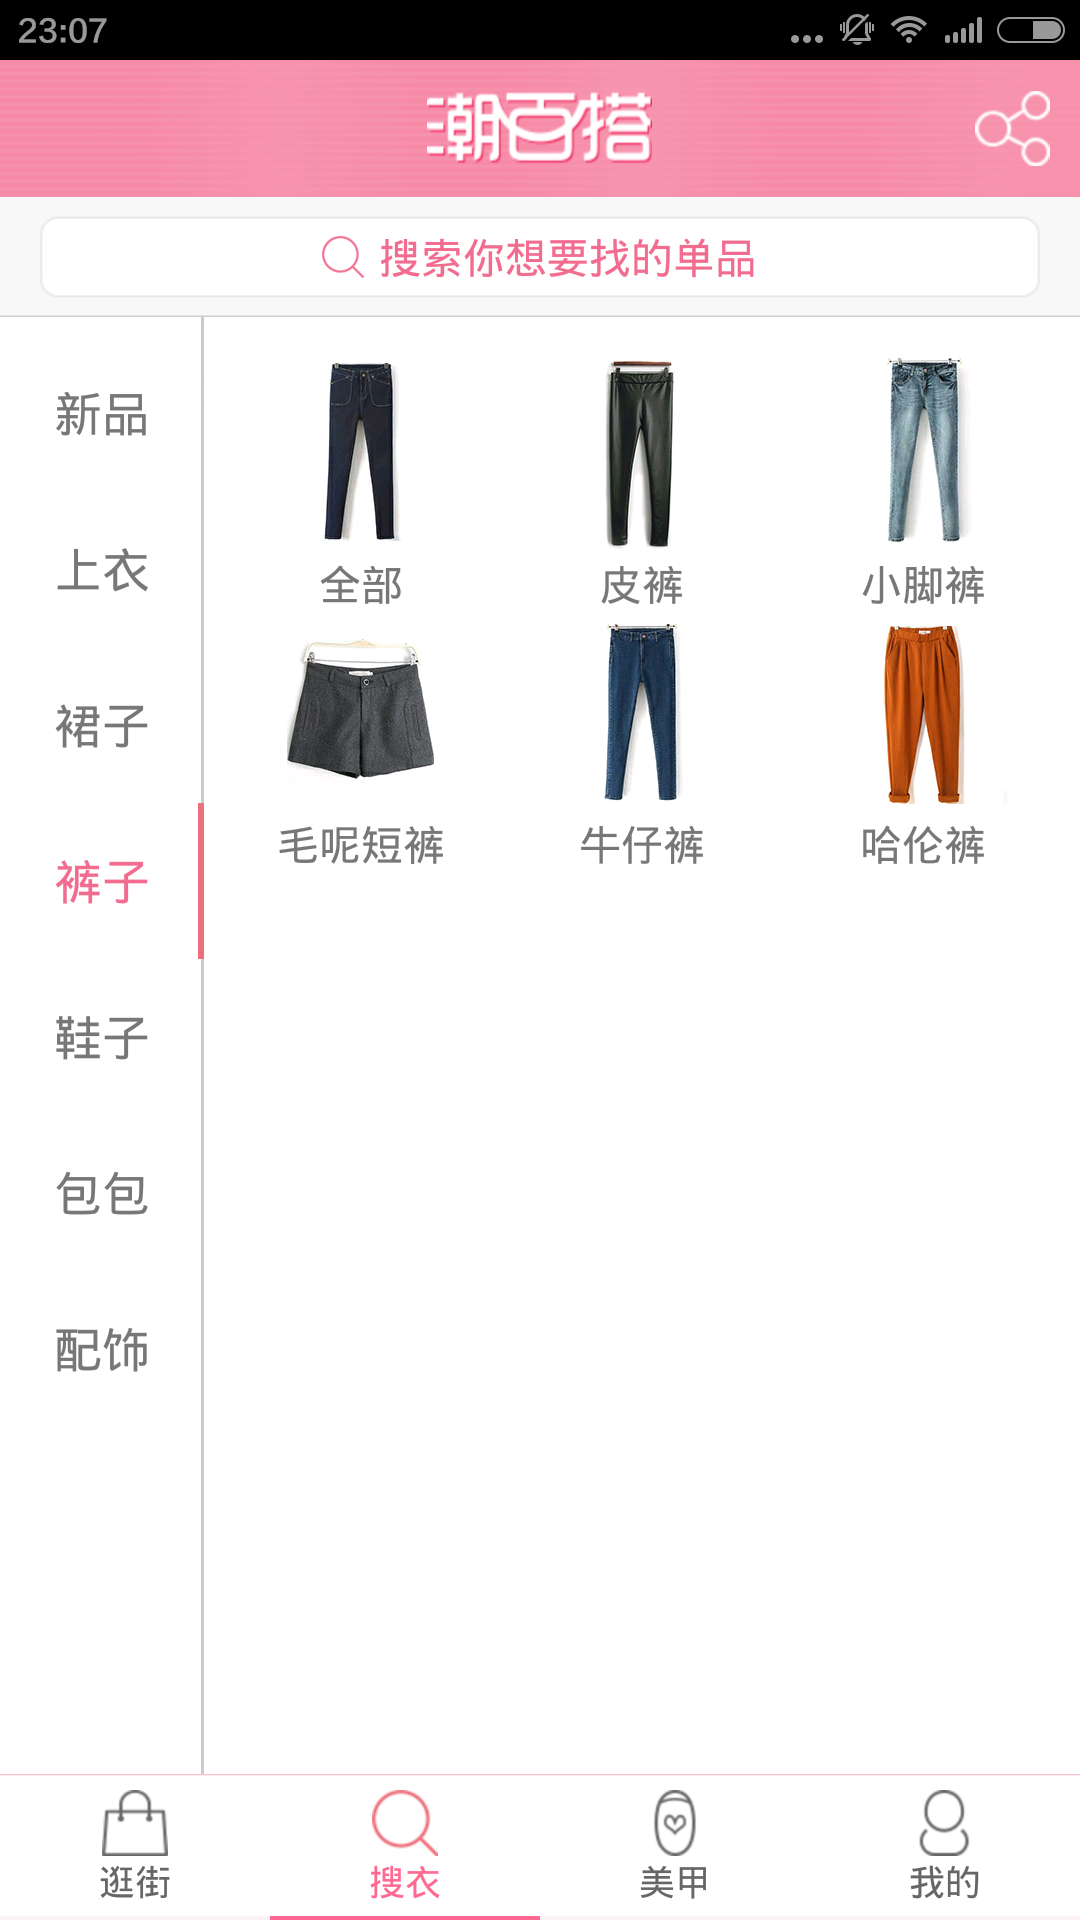 23:07
潮百搭
搜索你想要找的单品
新品
上衣
裙子
裤子
鞋子
包包
配饰
全部
皮裤
小脚裤
毛呢短裤
牛仔裤
哈伦裤
逛街
搜衣
美甲
我的